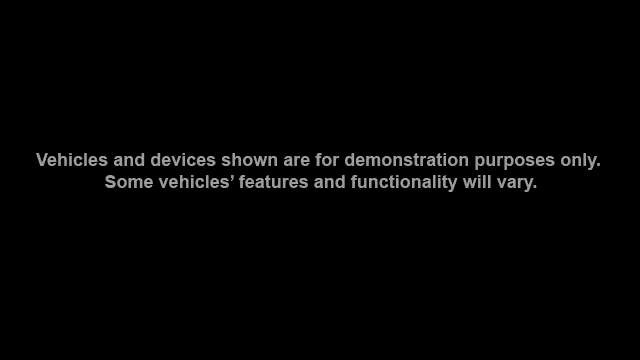 Vehicles and devices shown are for demonstration purposes only.
Some vehicles’ features and functionality will vary.